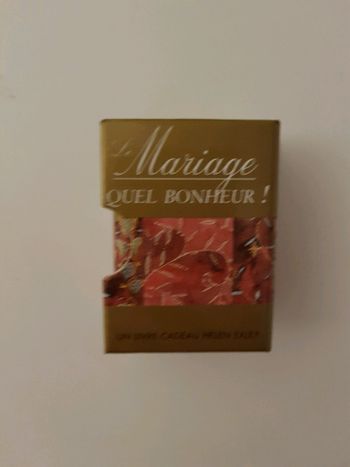 Le
Mariage
QUEL BONHEUR !
UN LIVRE-CADEAU HELEN EXLEY